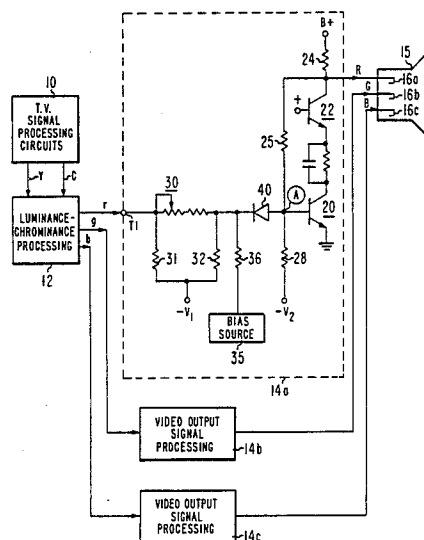 B+
24
R
15
16a
G
16b
B
16c
10
T.V. SIGNAL
PROCESSING
CIRCUITS
+
22
25
Y
C
30
40
A
20
r
T1
LUMINANCE-
CHROMINANCE
PROCESSING
g
b
12
31
32
36
28
-V1
BIAS
SOURCE
35
-V2
14a
VIDEO OUTPUT
SIGNAL
PROCESSING
14b
VIDEO OUTPUT
SIGNAL
PROCESSING
14c